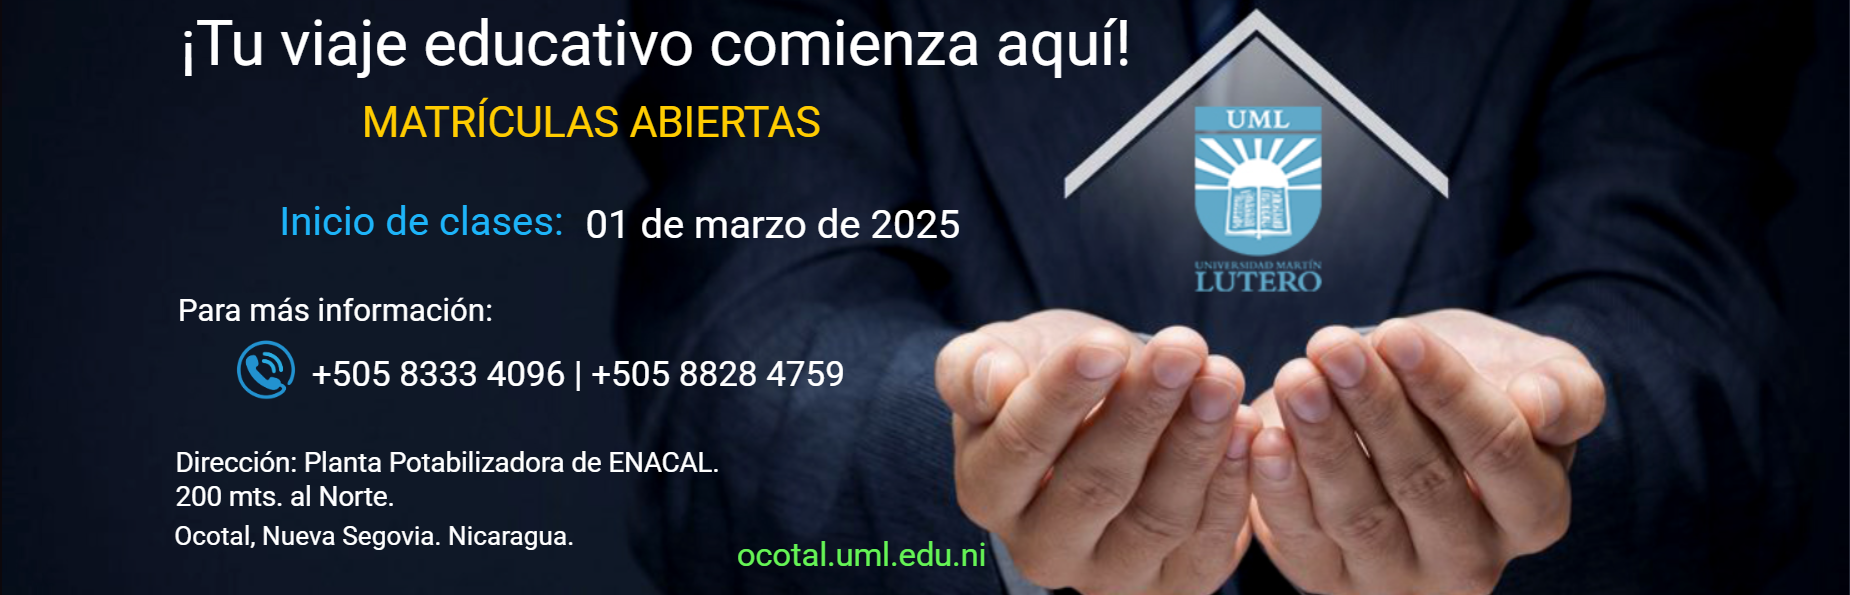 ¡Tu viaje educativo comienza aquí!
MATRÍCULAS ABIERTAS
Inicio de clases: 01 de marzo de 2025
Para más información:
+505 8333 4096 | +505 8828 4759
Dirección: Planta Potabilizadora de ENACAL.
200 mts. al Norte.
Ocotal, Nueva Segovia. Nicaragua.
ocotal.uml.edu.ni
UML
UNIVERSIDAD MARTÍN
LUTERO